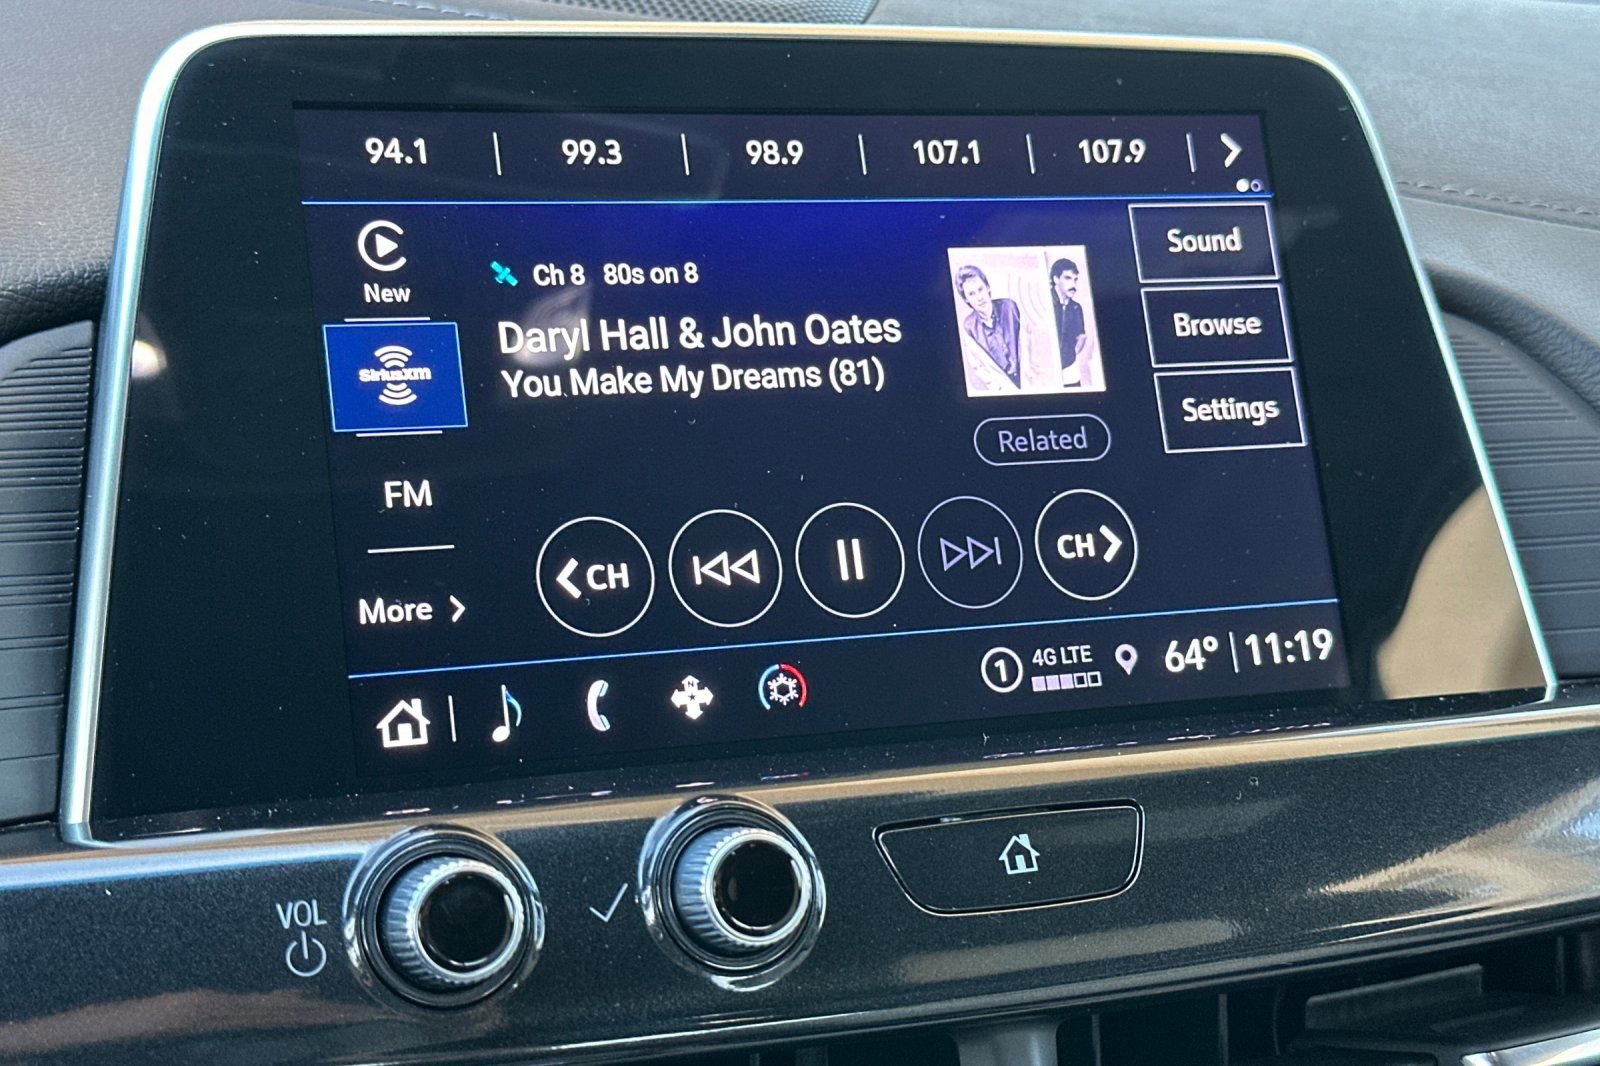 94.1 | 99.3 | 98.9 | 107.1 | 107.9
New
Ch 8 80s on 8
Sound
Daryl Hall & John Oates
You Make My Dreams (81)
Browse
SiriusXM
Related
Settings
FM
CH
CH
More
1 4G LTE 64° | 11:19
N
VOL